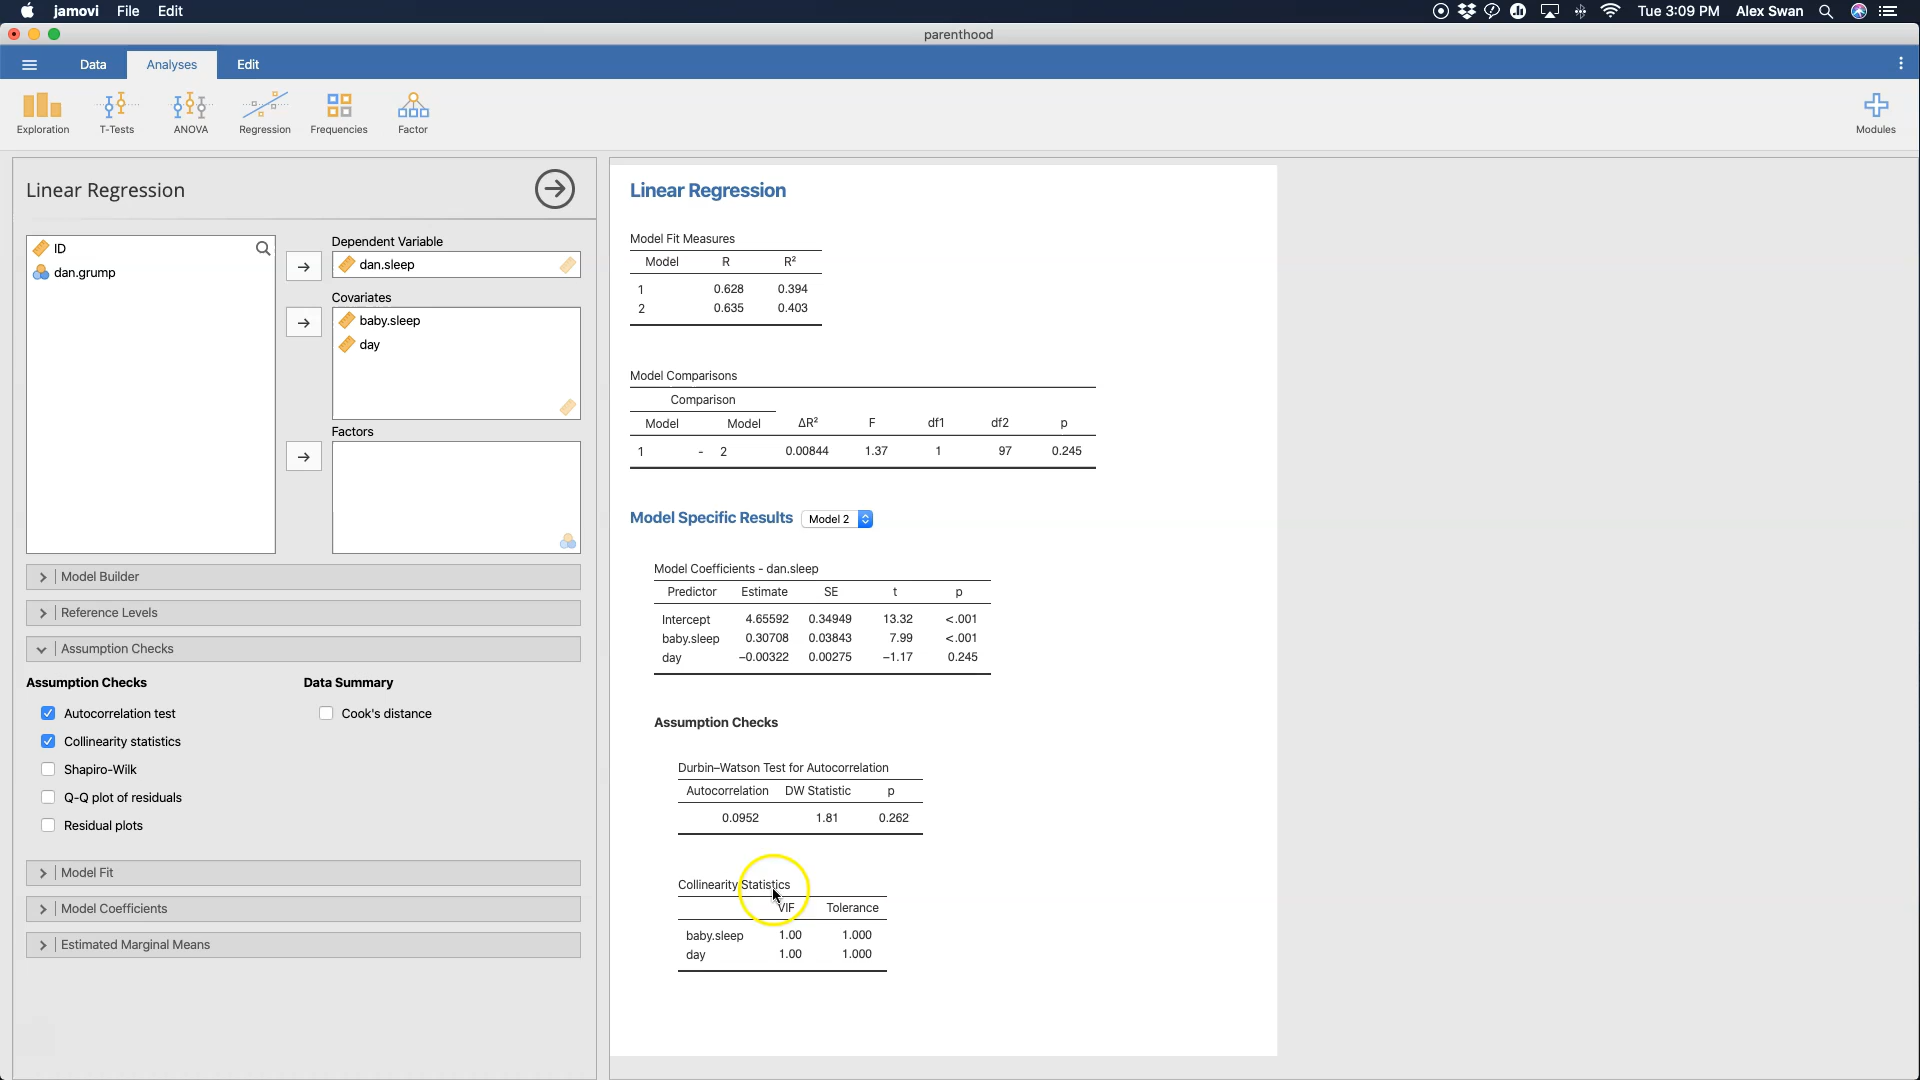 jamovi File Edit
Tue 3:09 PM Alex Swan
parenthood
Data Analyses Edit
Exploration T-Tests ANOVA Regression Frequencies Factor Modules
Linear Regression
ID
dan.grump
Dependent Variable
dan.sleep
Covariates
baby.sleep
day
Factors
Model Builder
Reference Levels
Assumption Checks
Assumption Checks Data Summary
Autocorrelation test Cook's distance
Collinearity statistics
Shapiro-Wilk
Q-Q plot of residuals
Residual plots
Model Fit
Model Coefficients
Estimated Marginal Means
Linear Regression
Model Fit Measures
Model R R²
1 0.628 0.394
2 0.635 0.403
Model Comparisons
Comparison
Model Model ΔR² F df1 df2 p
1 - 2 0.00844 1.37 1 97 0.245
Model Specific Results Model 2
Model Coefficients - dan.sleep
Predictor Estimate SE t p
Intercept 4.65592 0.34949 13.32 <.001
baby.sleep 0.30708 0.03843 7.99 <.001
day −0.00322 0.00275 −1.17 0.245
Assumption Checks
Durbin–Watson Test for Autocorrelation
Autocorrelation DW Statistic p
0.0952 1.81 0.262
Collinearity Statistics
VIF Tolerance
baby.sleep 1.00 1.000
day 1.00 1.000